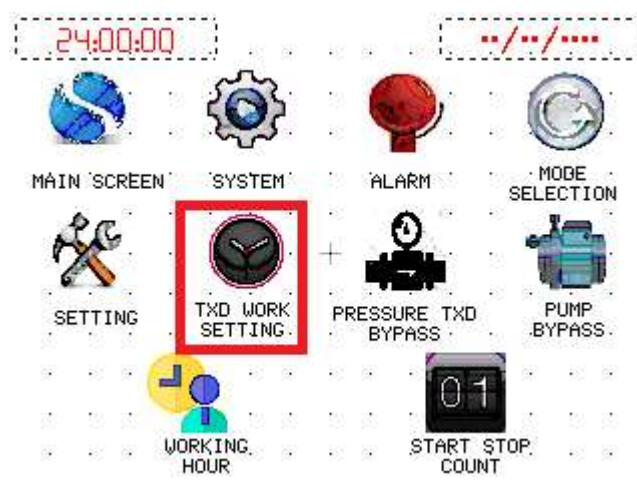 24:00:00 --/--/----
MAIN SCREEN SYSTEM ALARM MODE
SELECTION
SETTING TXD WORK
SETTING PRESSURE TXD
BYPASS PUMP
BYPASS
01
WORKING
HOUR START STOP
COUNT